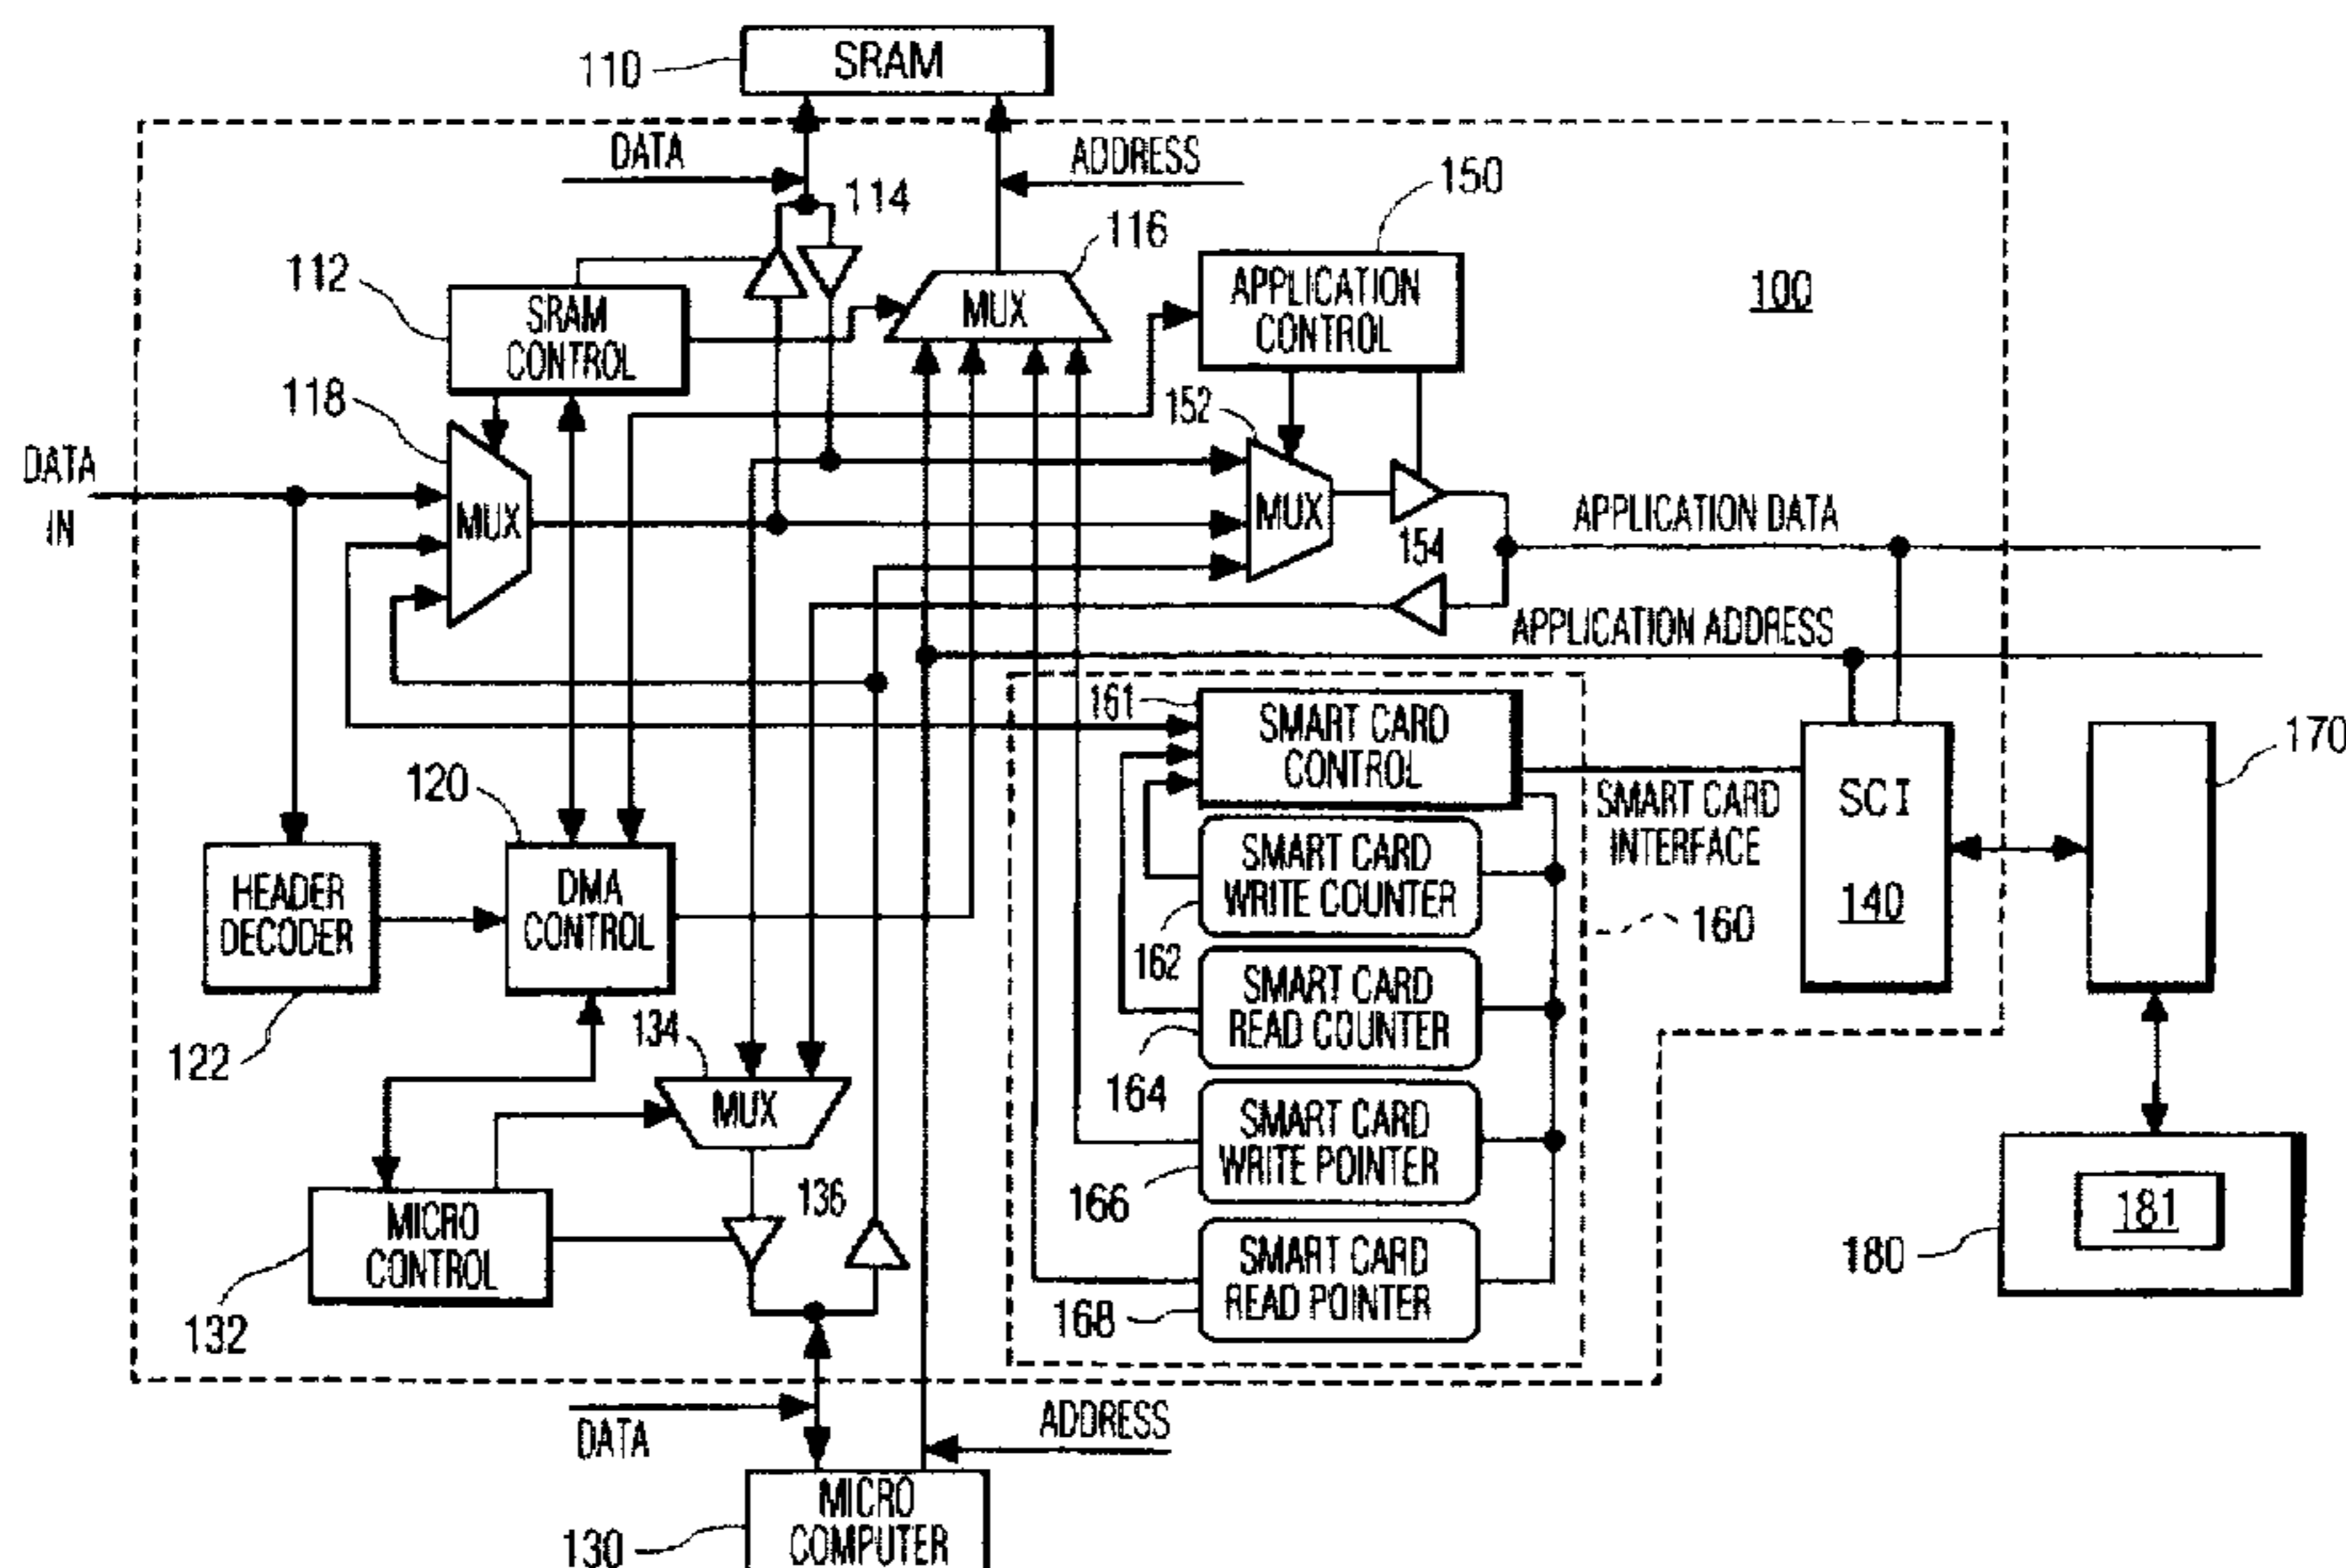 SRAM
110
DATA
ADDRESS
114
150
116
112
SRAM
CONTROL
MUX
APPLICATION
CONTROL
100
118
152
DATA
IN
MUX
MUX
APPLICATION DATA
154
APPLICATION ADDRESS
161
SMART CARD
CONTROL
170
120
SMART CARD
INTERFACE
SCI
140
HEADER
DECODER
DMA
CONTROL
SMART CARD
WRITE COUNTER
160
162
122
134
SMART CARD
READ COUNTER
164
MUX
SMART CARD
WRITE POINTER
166
136
MICRO
CONTROL
181
180
SMART CARD
READ POINTER
168
132
DATA
ADDRESS
MICRO
COMPUTER
130